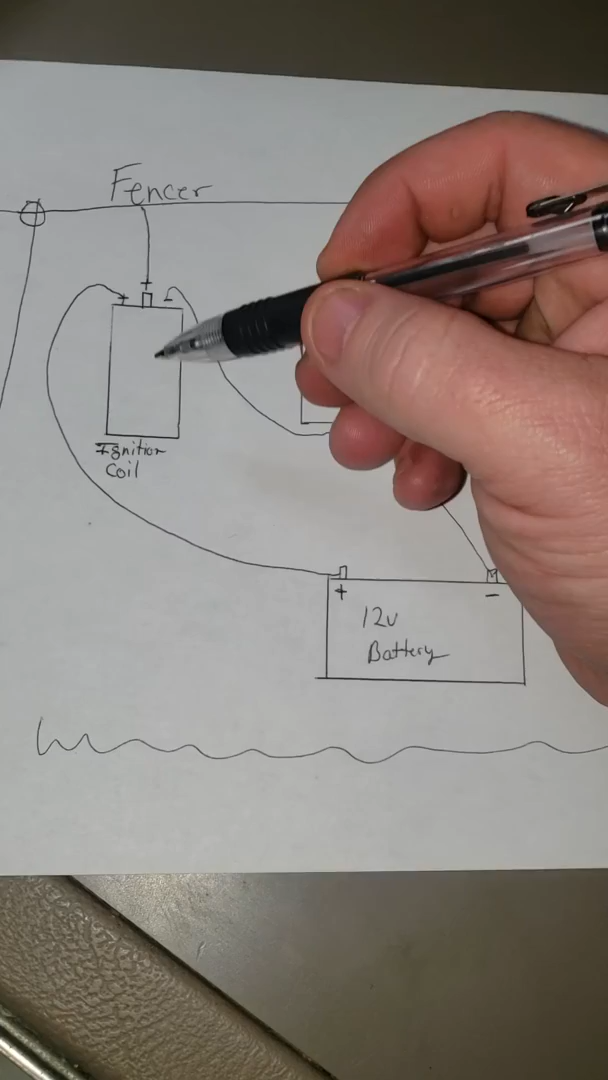 Fencer
+ + -
Ignition
Coil
+ -
12v
Battery